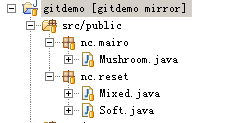 gitdemo [gitdemo mirror]
src/public
nc.mairo
Mushroom.java
nc.reset
Mixed.java
Soft.java